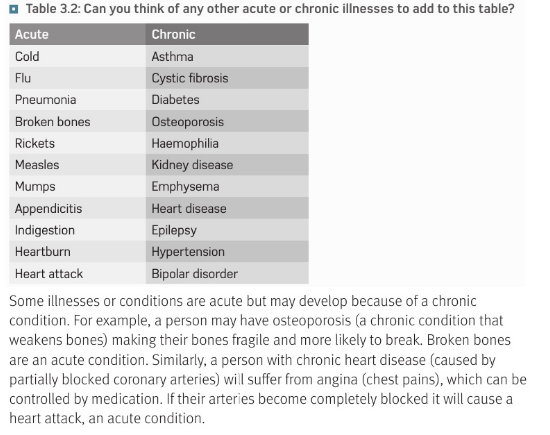 Table 3.2: Can you think of any other acute or chronic illnesses to add to this table?
Acute Chronic
Cold Asthma
Flu Cystic fibrosis
Pneumonia Diabetes
Broken bones Osteoporosis
Rickets Haemophilia
Measles Kidney disease
Mumps Emphysema
Appendicitis Heart disease
Indigestion Epilepsy
Heartburn Hypertension
Heart attack Bipolar disorder
Some illnesses or conditions are acute but may develop because of a chronic
condition. For example, a person may have osteoporosis (a chronic condition that
weakens bones) making their bones fragile and more likely to break. Broken bones
are an acute condition. Similarly, a person with chronic heart disease (caused by
partially blocked coronary arteries) will suffer from angina (chest pains), which can be
controlled by medication. If their arteries become completely blocked it will cause a
heart attack, an acute condition.